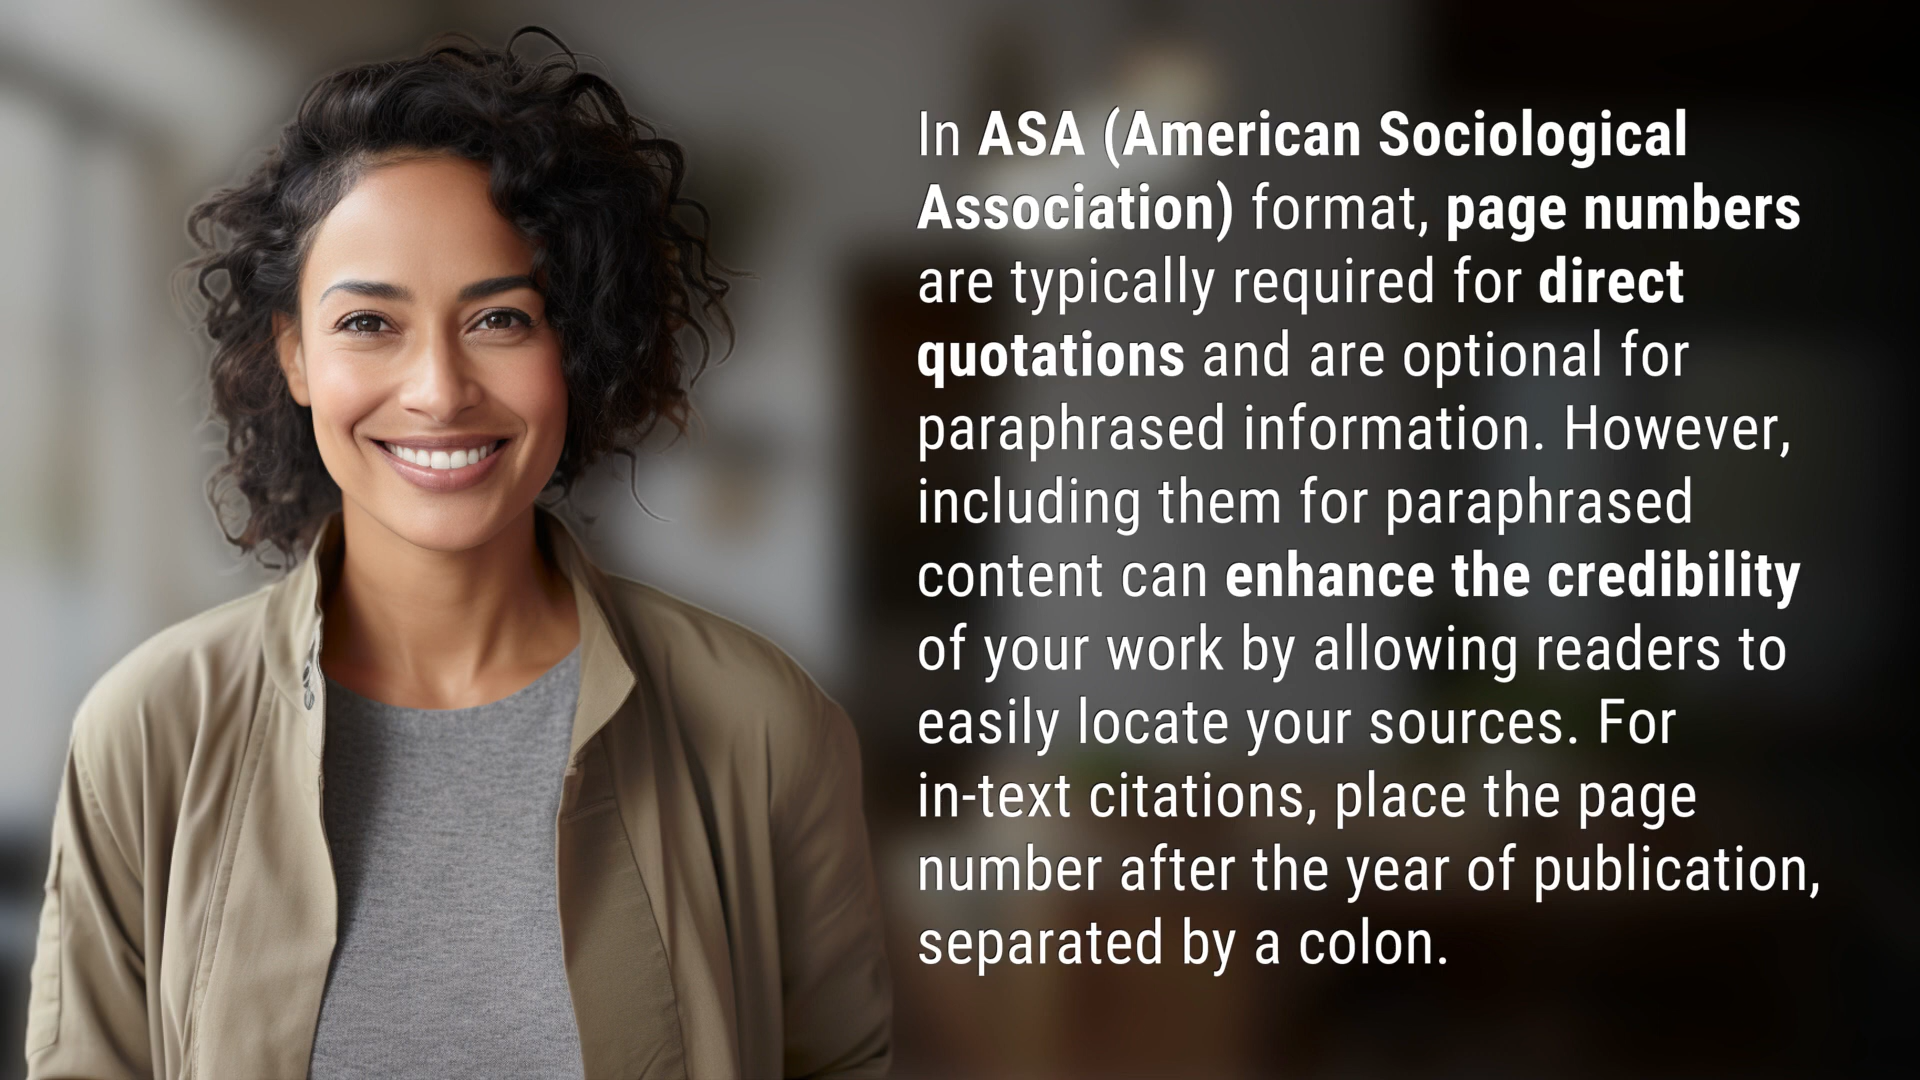 In ASA (American Sociological
Association) format, page numbers
are typically required for direct
quotations and are optional for
paraphrased information. However,
including them for paraphrased
content can enhance the credibility
of your work by allowing readers to
easily locate your sources. For
in-text citations, place the page
number after the year of publication,
separated by a colon.